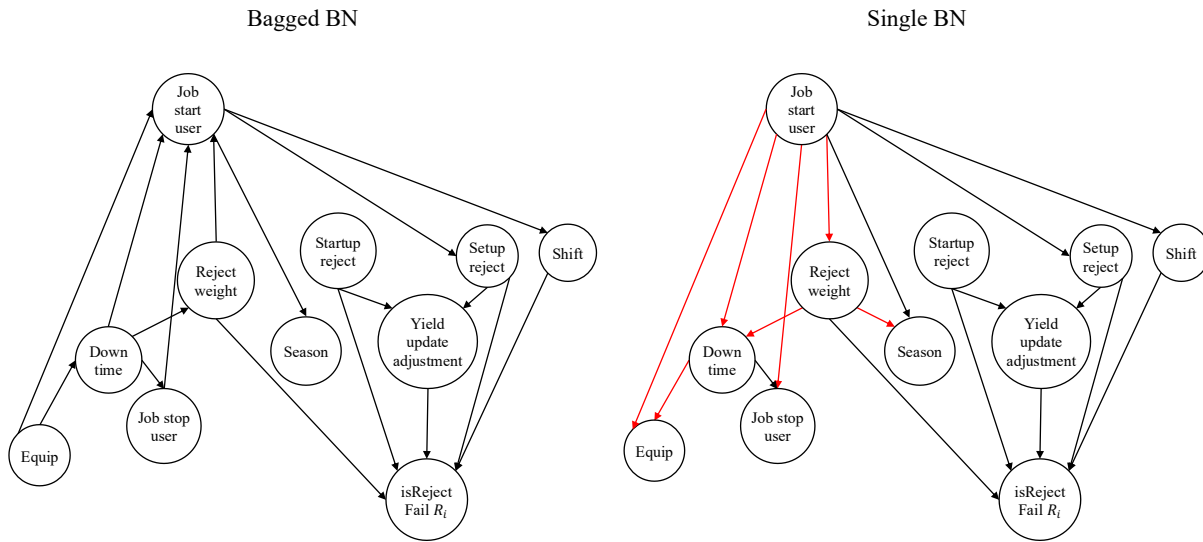 Bagged BN
Job
start
user
Startup
reject
Setup
reject
Shift
Reject
weight
Yield
update
adjustment
Season
Down
time
Job stop
user
Equip
isReject
Fail R_i
Single BN
Job
start
user
Startup
reject
Setup
reject
Shift
Reject
weight
Yield
update
adjustment
Season
Down
time
Job stop
user
Equip
isReject
Fail R_i